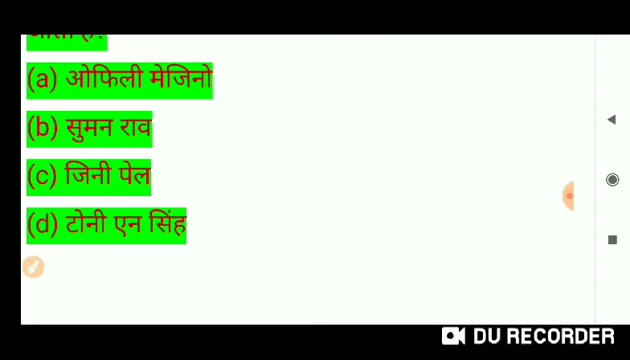 (a) ओफिली मेजिनो
(b) सुमन राव
(c) जिनी पेल
(d) टोनी एन सिंह
DU RECORDER